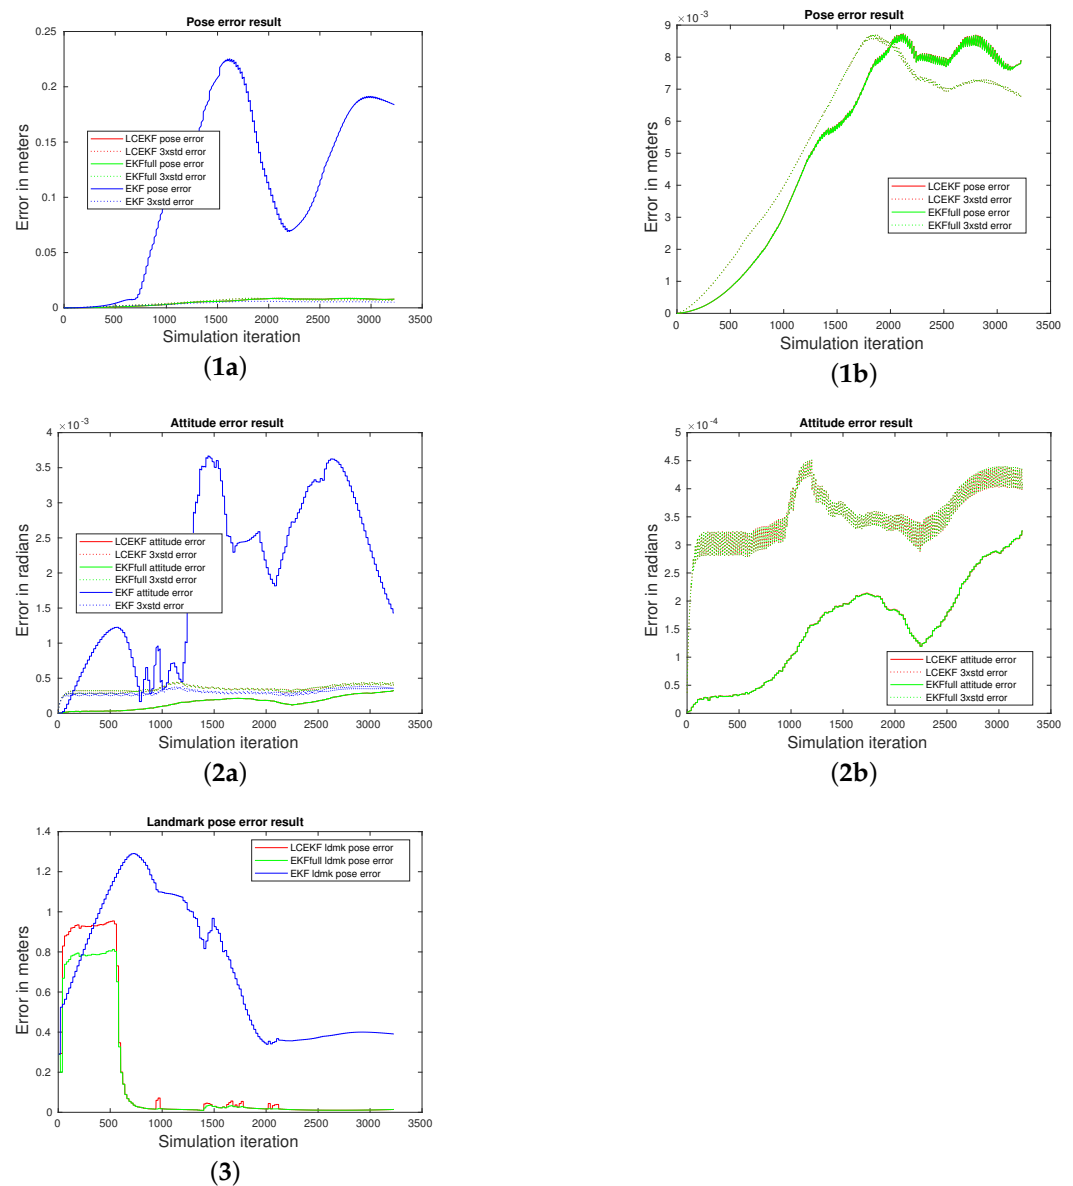 Pose error result
0.25
0.2
0.15
0.1
0.05
0
Error in meters
LCEKF pose error
LCEKF 3xstd error
EKFfull pose error
EKFfull 3xstd error
EKF pose error
EKF 3xstd error
0 500 1000 1500 2000 2500 3000 3500
Simulation iteration
(1a)
Pose error result
×10⁻³
9
8
7
6
5
4
3
2
1
0
Error in meters
LCEKF pose error
LCEKF 3xstd error
EKFfull pose error
EKFfull 3xstd error
0 500 1000 1500 2000 2500 3000 3500
Simulation iteration
(1b)
Attitude error result
×10⁻³
4
3.5
3
2.5
2
1.5
1
0.5
0
Error in radians
LCEKF attitude error
LCEKF 3xstd error
EKFfull attitude error
EKFfull 3xstd error
EKF attitude error
EKF 3xstd error
0 500 1000 1500 2000 2500 3000 3500
Simulation iteration
(2a)
Attitude error result
×10⁻⁴
5
4.5
4
3.5
3
2.5
2
1.5
1
0.5
0
Error in radians
LCEKF attitude error
LCEKF 3xstd error
EKFfull attitude error
EKFfull 3xstd error
0 500 1000 1500 2000 2500 3000 3500
Simulation iteration
(2b)
Landmark pose error result
1.4
1.2
1
0.8
0.6
0.4
0.2
0
Error in meters
LCEKF ldmk pose error
EKFfull ldmk pose error
EKF ldmk pose error
0 500 1000 1500 2000 2500 3000 3500
Simulation iteration
(3)